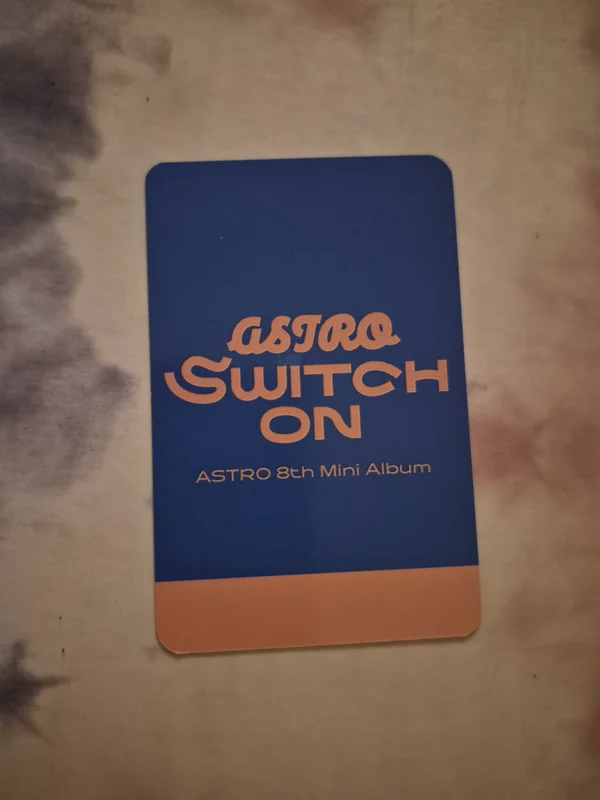 ASTRO
SWITCH
ON
ASTRO 8th Mini Album